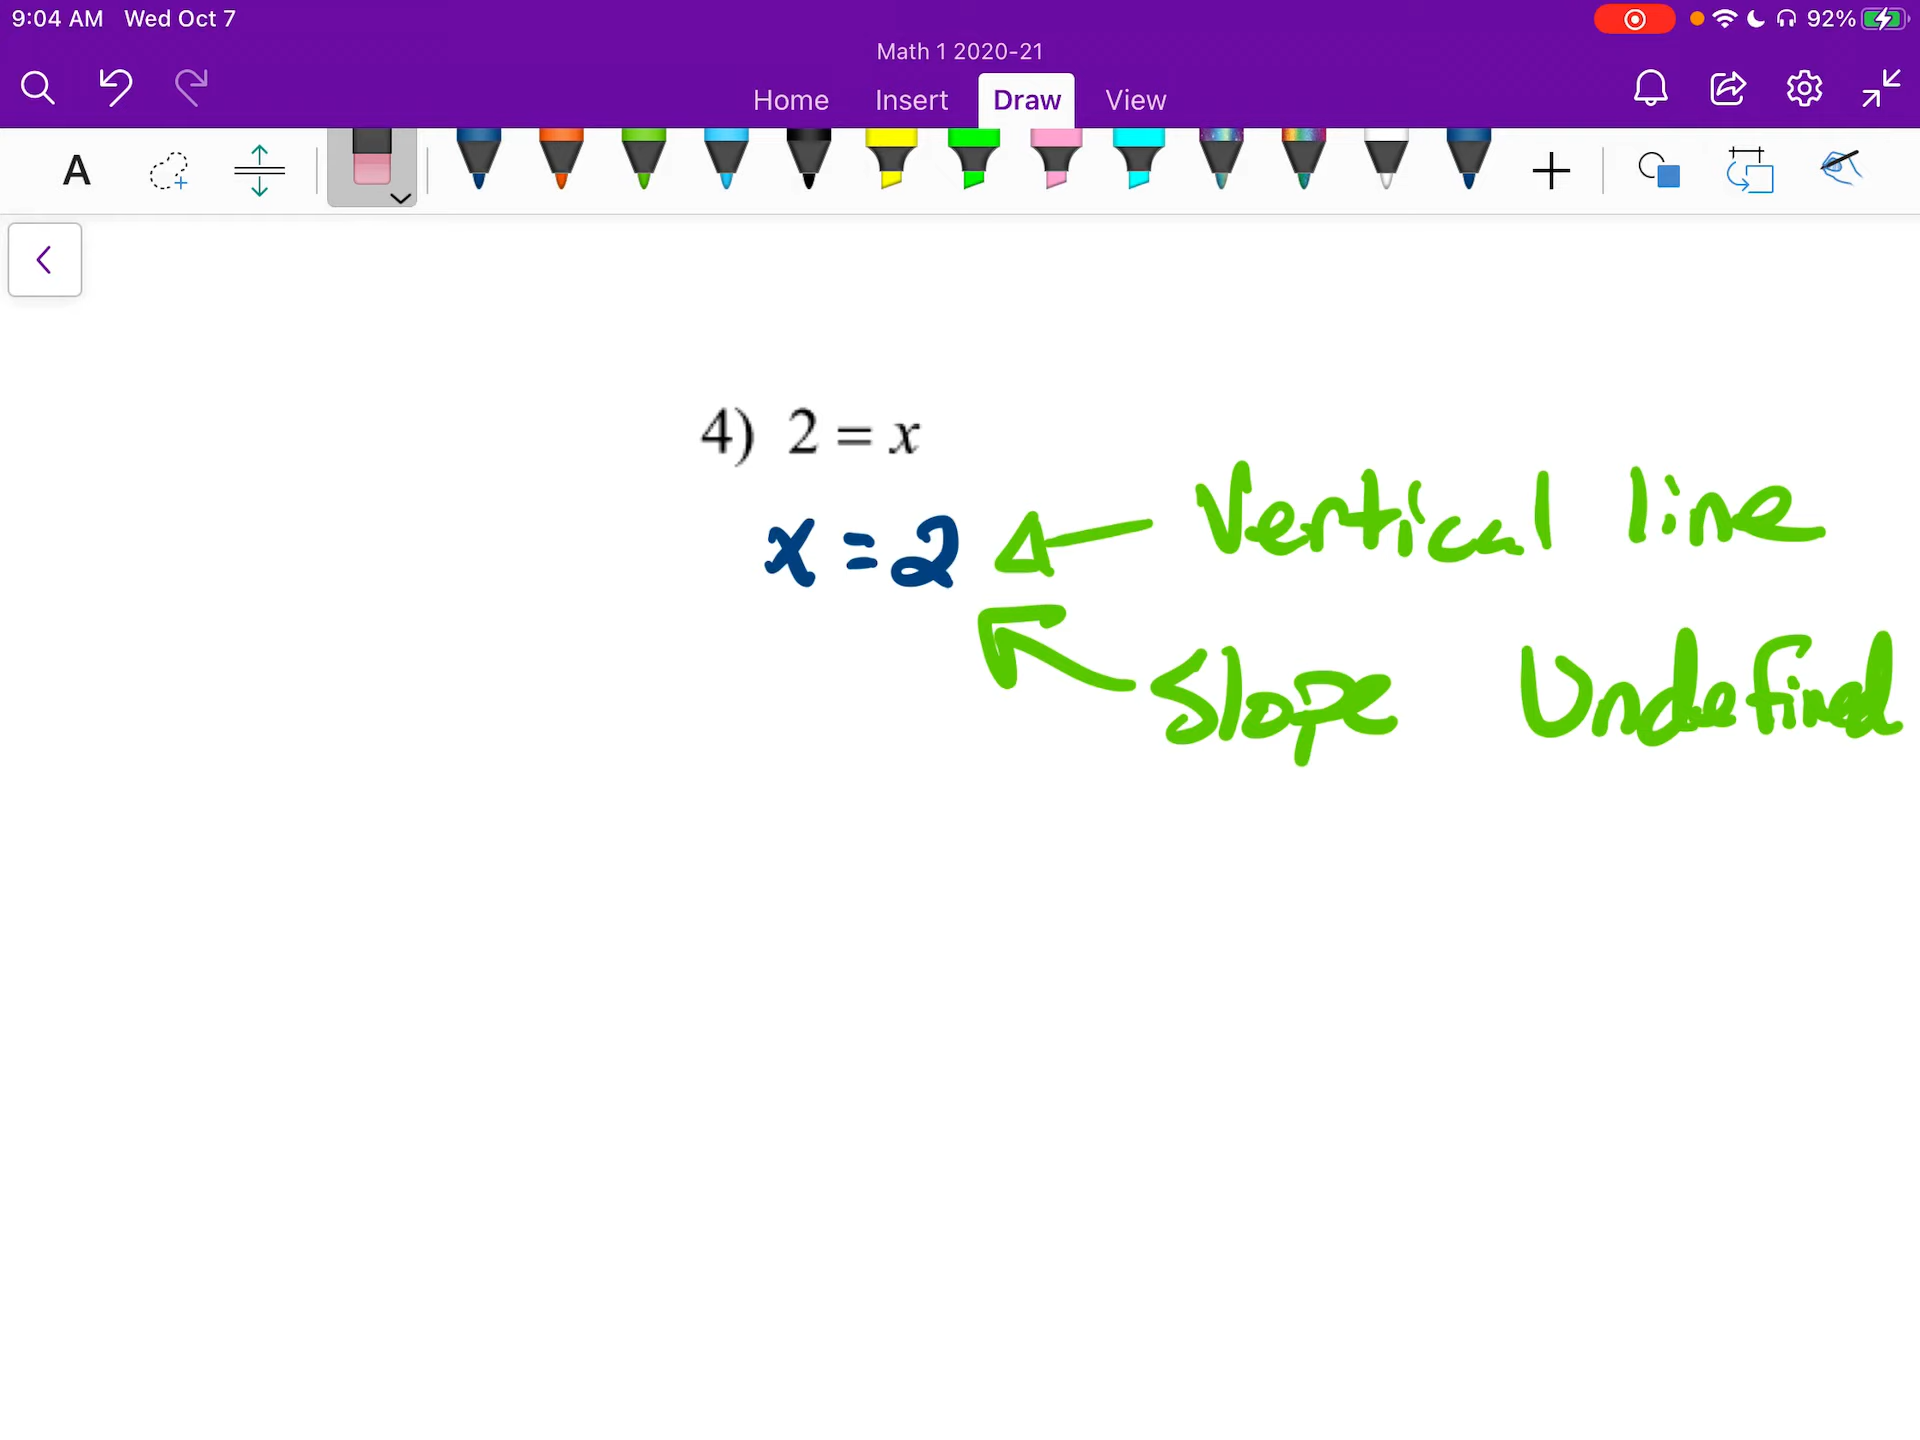 9:04 AM Wed Oct 7
92%
Math 1 2020-21
Home Insert Draw View
A
4) 2 = x
x = 2
Vertical line
Slope Undefined